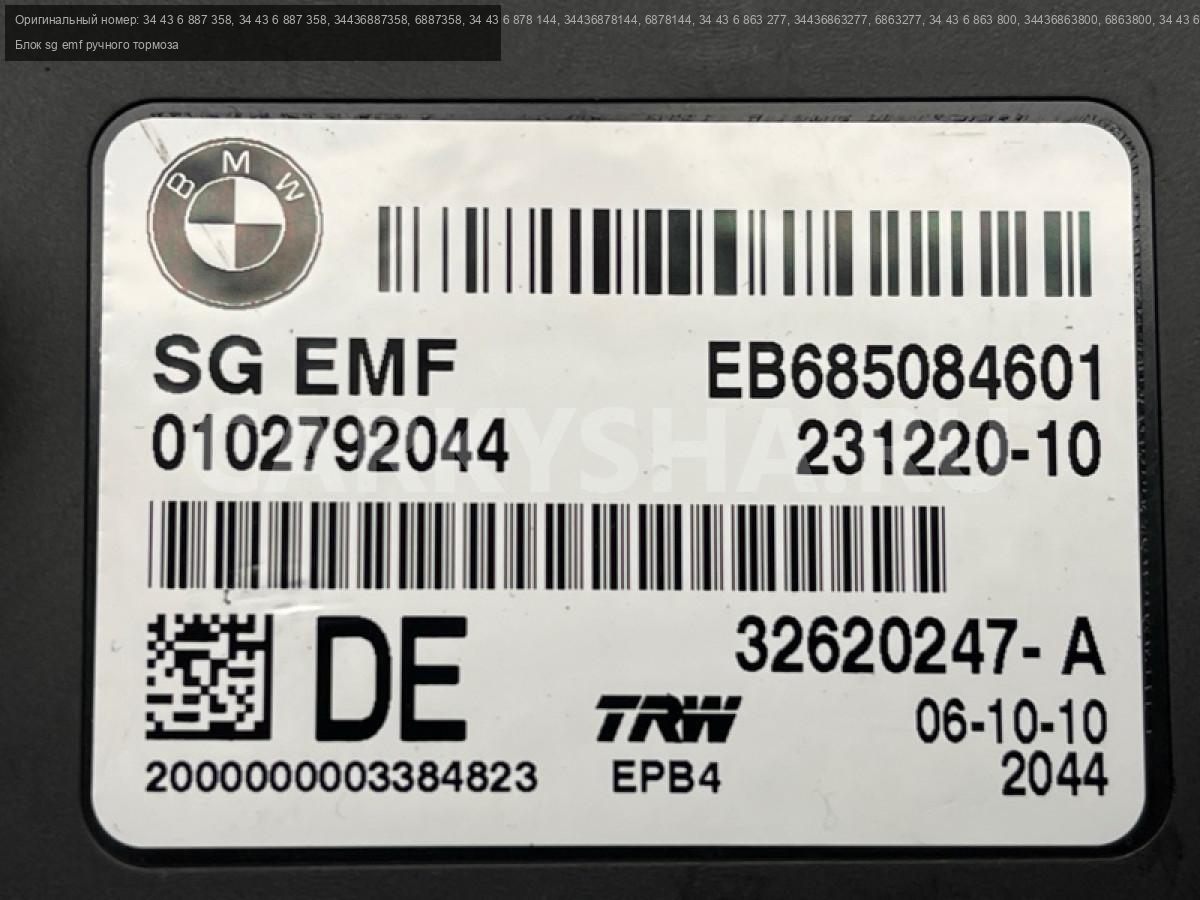 Оригинальный номер: 34 43 6 887 358, 34 43 6 887 358, 34436887358, 6887358, 34 43 6 878 144, 34436878144, 6878144, 34 43 6 863 277, 34436863277, 6863277, 34 43 6 863 800, 34436863800, 6863800, 34 43 6
Блок sg emf ручного тормоза
BMW
SG EMF EB685084601
0102792044 231220-10
CARKYSHA.RU
DE 32620247- A
TRW 06-10-10
2000000003384823 EPB4 2044